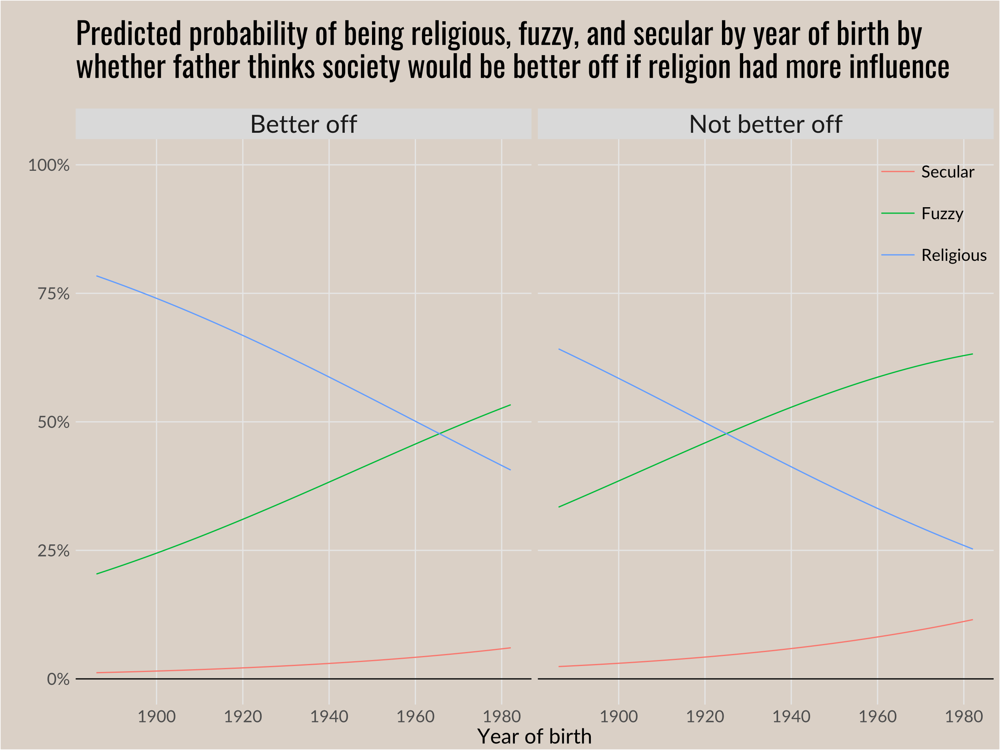 Predicted probability of being religious, fuzzy, and secular by year of birth by
whether father thinks society would be better off if religion had more influence
Better off
Not better off
100%
75%
50%
25%
0%
Secular
Fuzzy
Religious
1900 1920 1940 1960 1980
1900 1920 1940 1960 1980
Year of birth